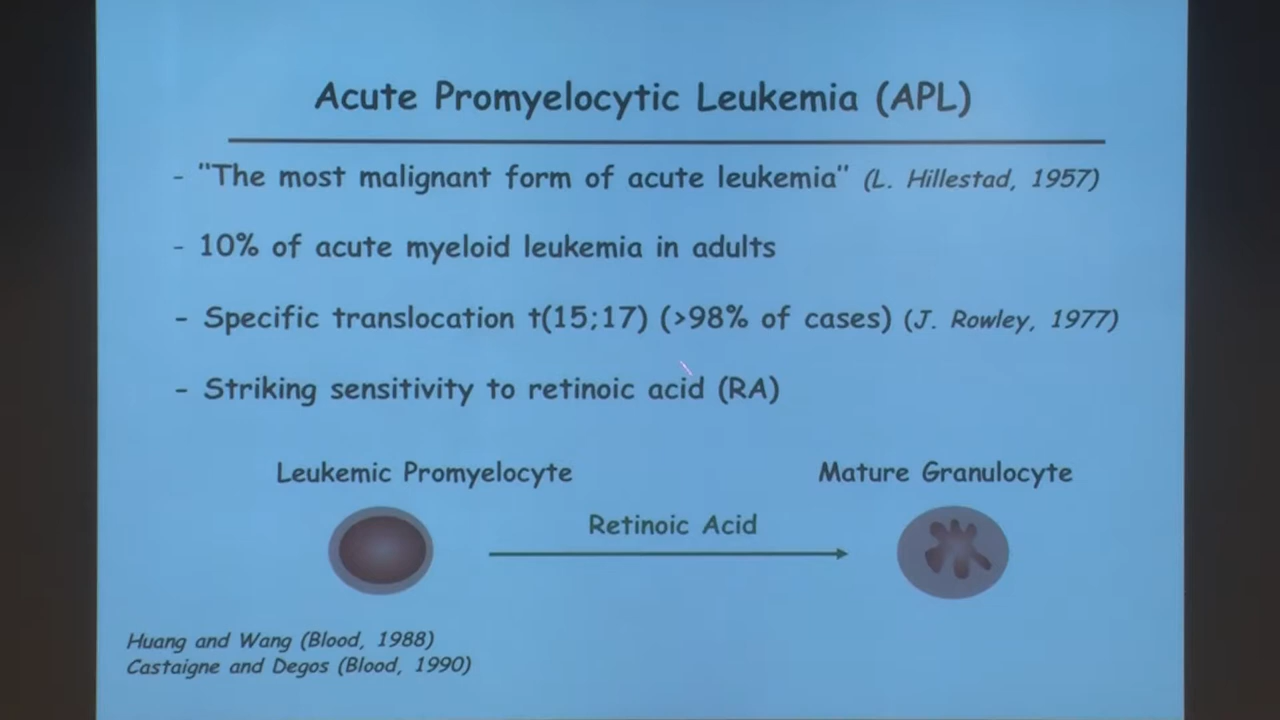 Acute Promyelocytic Leukemia (APL)
- "The most malignant form of acute leukemia" (L. Hillestad, 1957)
- 10% of acute myeloid leukemia in adults
- Specific translocation t(15;17) (>98% of cases) (J. Rowley, 1977)
- Striking sensitivity to retinoic acid (RA)
Leukemic Promyelocyte
Mature Granulocyte
Retinoic Acid
Huang and Wang (Blood, 1988)
Castaigne and Degos (Blood, 1990)